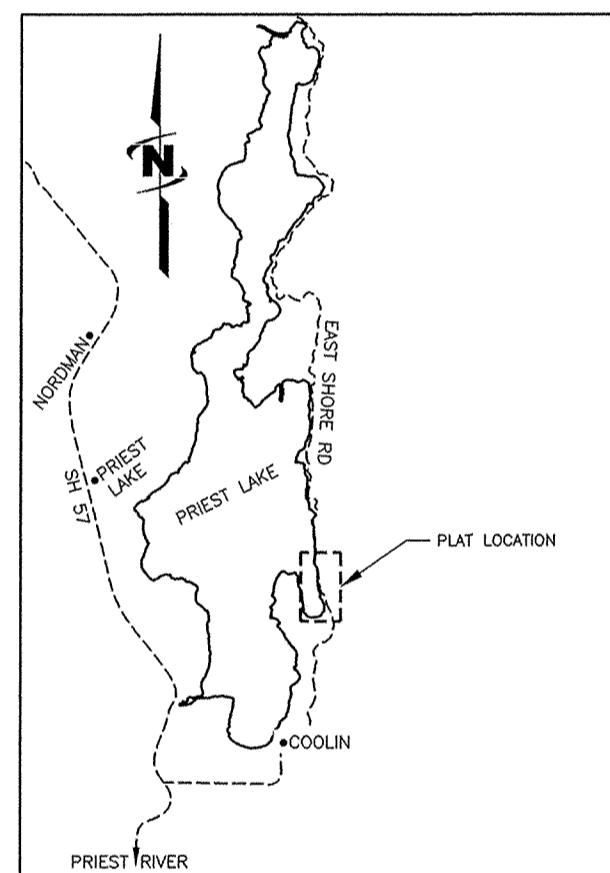 N
NORDMAN
EAST SHORE RD
PRIEST
LAKE
SH 57
PRIEST LAKE
PLAT LOCATION
COOLIN
PRIEST RIVER